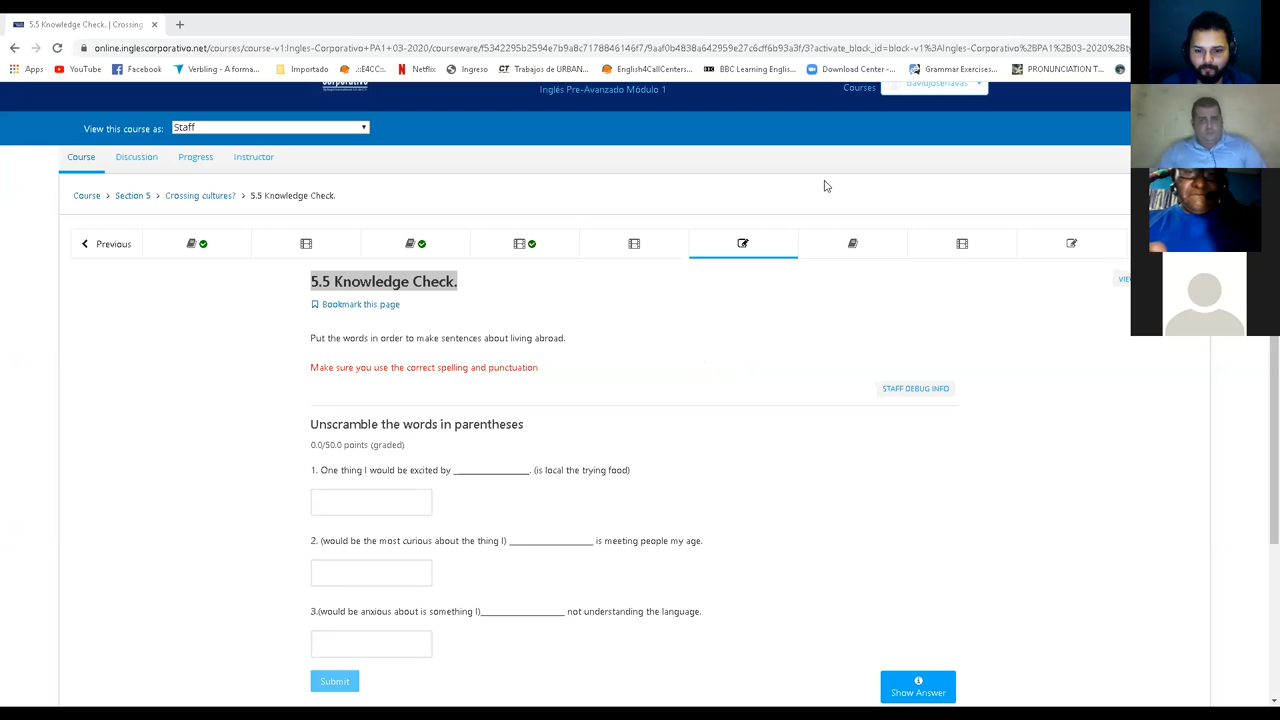 5.5 Knowledge Check. | Crossing
online.inglescorporativo.net/courses/course-v1:Ingles-Corporativo+PA1+03-2020/courseware/f5342295b2594e7b9a8c7178846146f7/9aaf0b4838a642959e27c6cff6b93a3f/3?activate_block_id=block-v1%3AIngles-Corporativo%2BPA1%2B03-2020%2Bty
Apps YouTube Facebook Verbling - A forma... Importado .::E4CC::. Netflix Ingreso Trabajos de URBAN... English4CallCenters... BBC Learning English... Download Center -... Grammar Exercises... PRONUNCIATION T...
Inglés Pre-Avanzado Módulo 1
Courses
View this course as: Staff
Course Discussion Progress Instructor
Course > Section 5 > Crossing cultures? > 5.5 Knowledge Check.
Previous
5.5 Knowledge Check.
VIE
Bookmark this page
Put the words in order to make sentences about living abroad.
Make sure you use the correct spelling and punctuation
STAFF DEBUG INFO
Unscramble the words in parentheses
0.0/50.0 points (graded)
1. One thing I would be excited by ________________. (is local the trying food)
2. (would be the most curious about the thing I) _________________ is meeting people my age.
3.(would be anxious about is something I)_________________ not understanding the language.
Submit
Show Answer